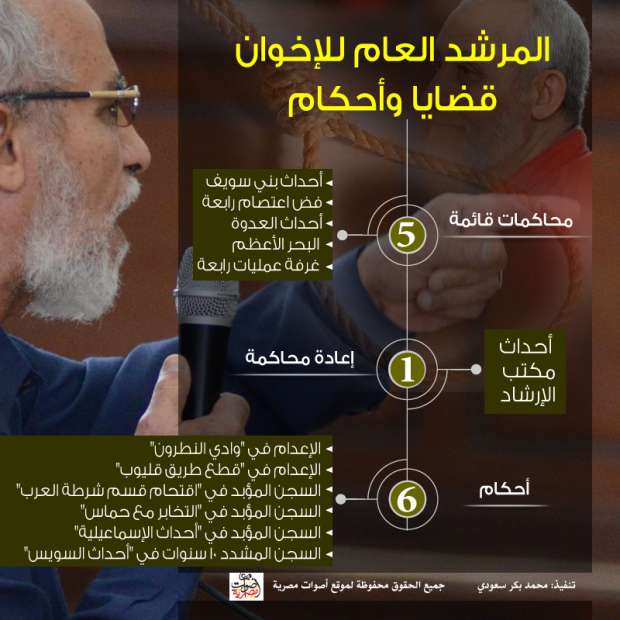 المرشد العام للإخوان
قضايا وأحكام
محاكمات قائمة
5
أحداث بني سويف
فض اعتصام رابعة
أحداث العدوة
البحر الأعظم
غرفة عمليات رابعة
إعادة محاكمة
1
أحداث
مكتب
الإرشاد
أحكام
6
الإعدام في "وادي النطرون"
الإعدام في "قطع طريق قليوب"
السجن المؤبد في "اقتحام قسم شرطة العرب"
السجن المؤبد في "التخابر مع حماس"
السجن المؤبد في "أحداث الإسماعيلية"
السجن المشدد ١٠ سنوات في "أحداث السويس"
تنفيذ: محمد بكر سعودي
جميع الحقوق محفوظة لموقع أصوات مصرية
أصوات مصرية